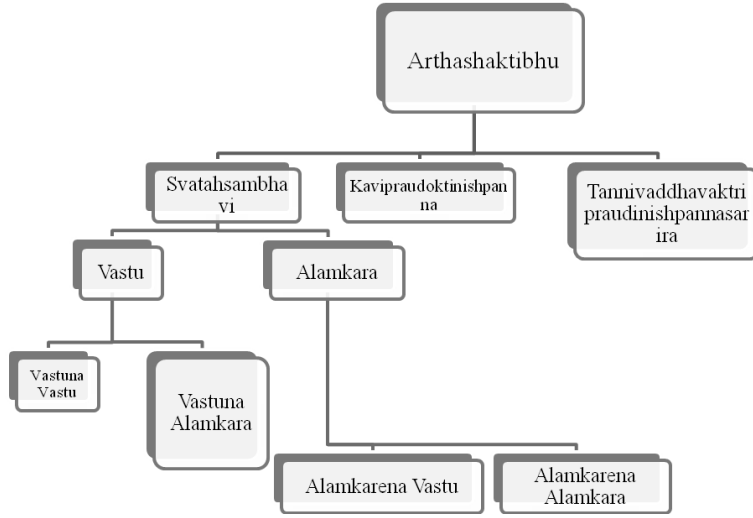 Arthashaktibhu
Svatahsambha
vi
Kavipraudoktinishpan
na
Tannivaddhavaktri
praudinishpannasar
ira
Vastu
Alamkara
Vastuna
Vastu
Vastuna
Alamkara
Alamkarena Vastu
Alamkarena
Alamkara